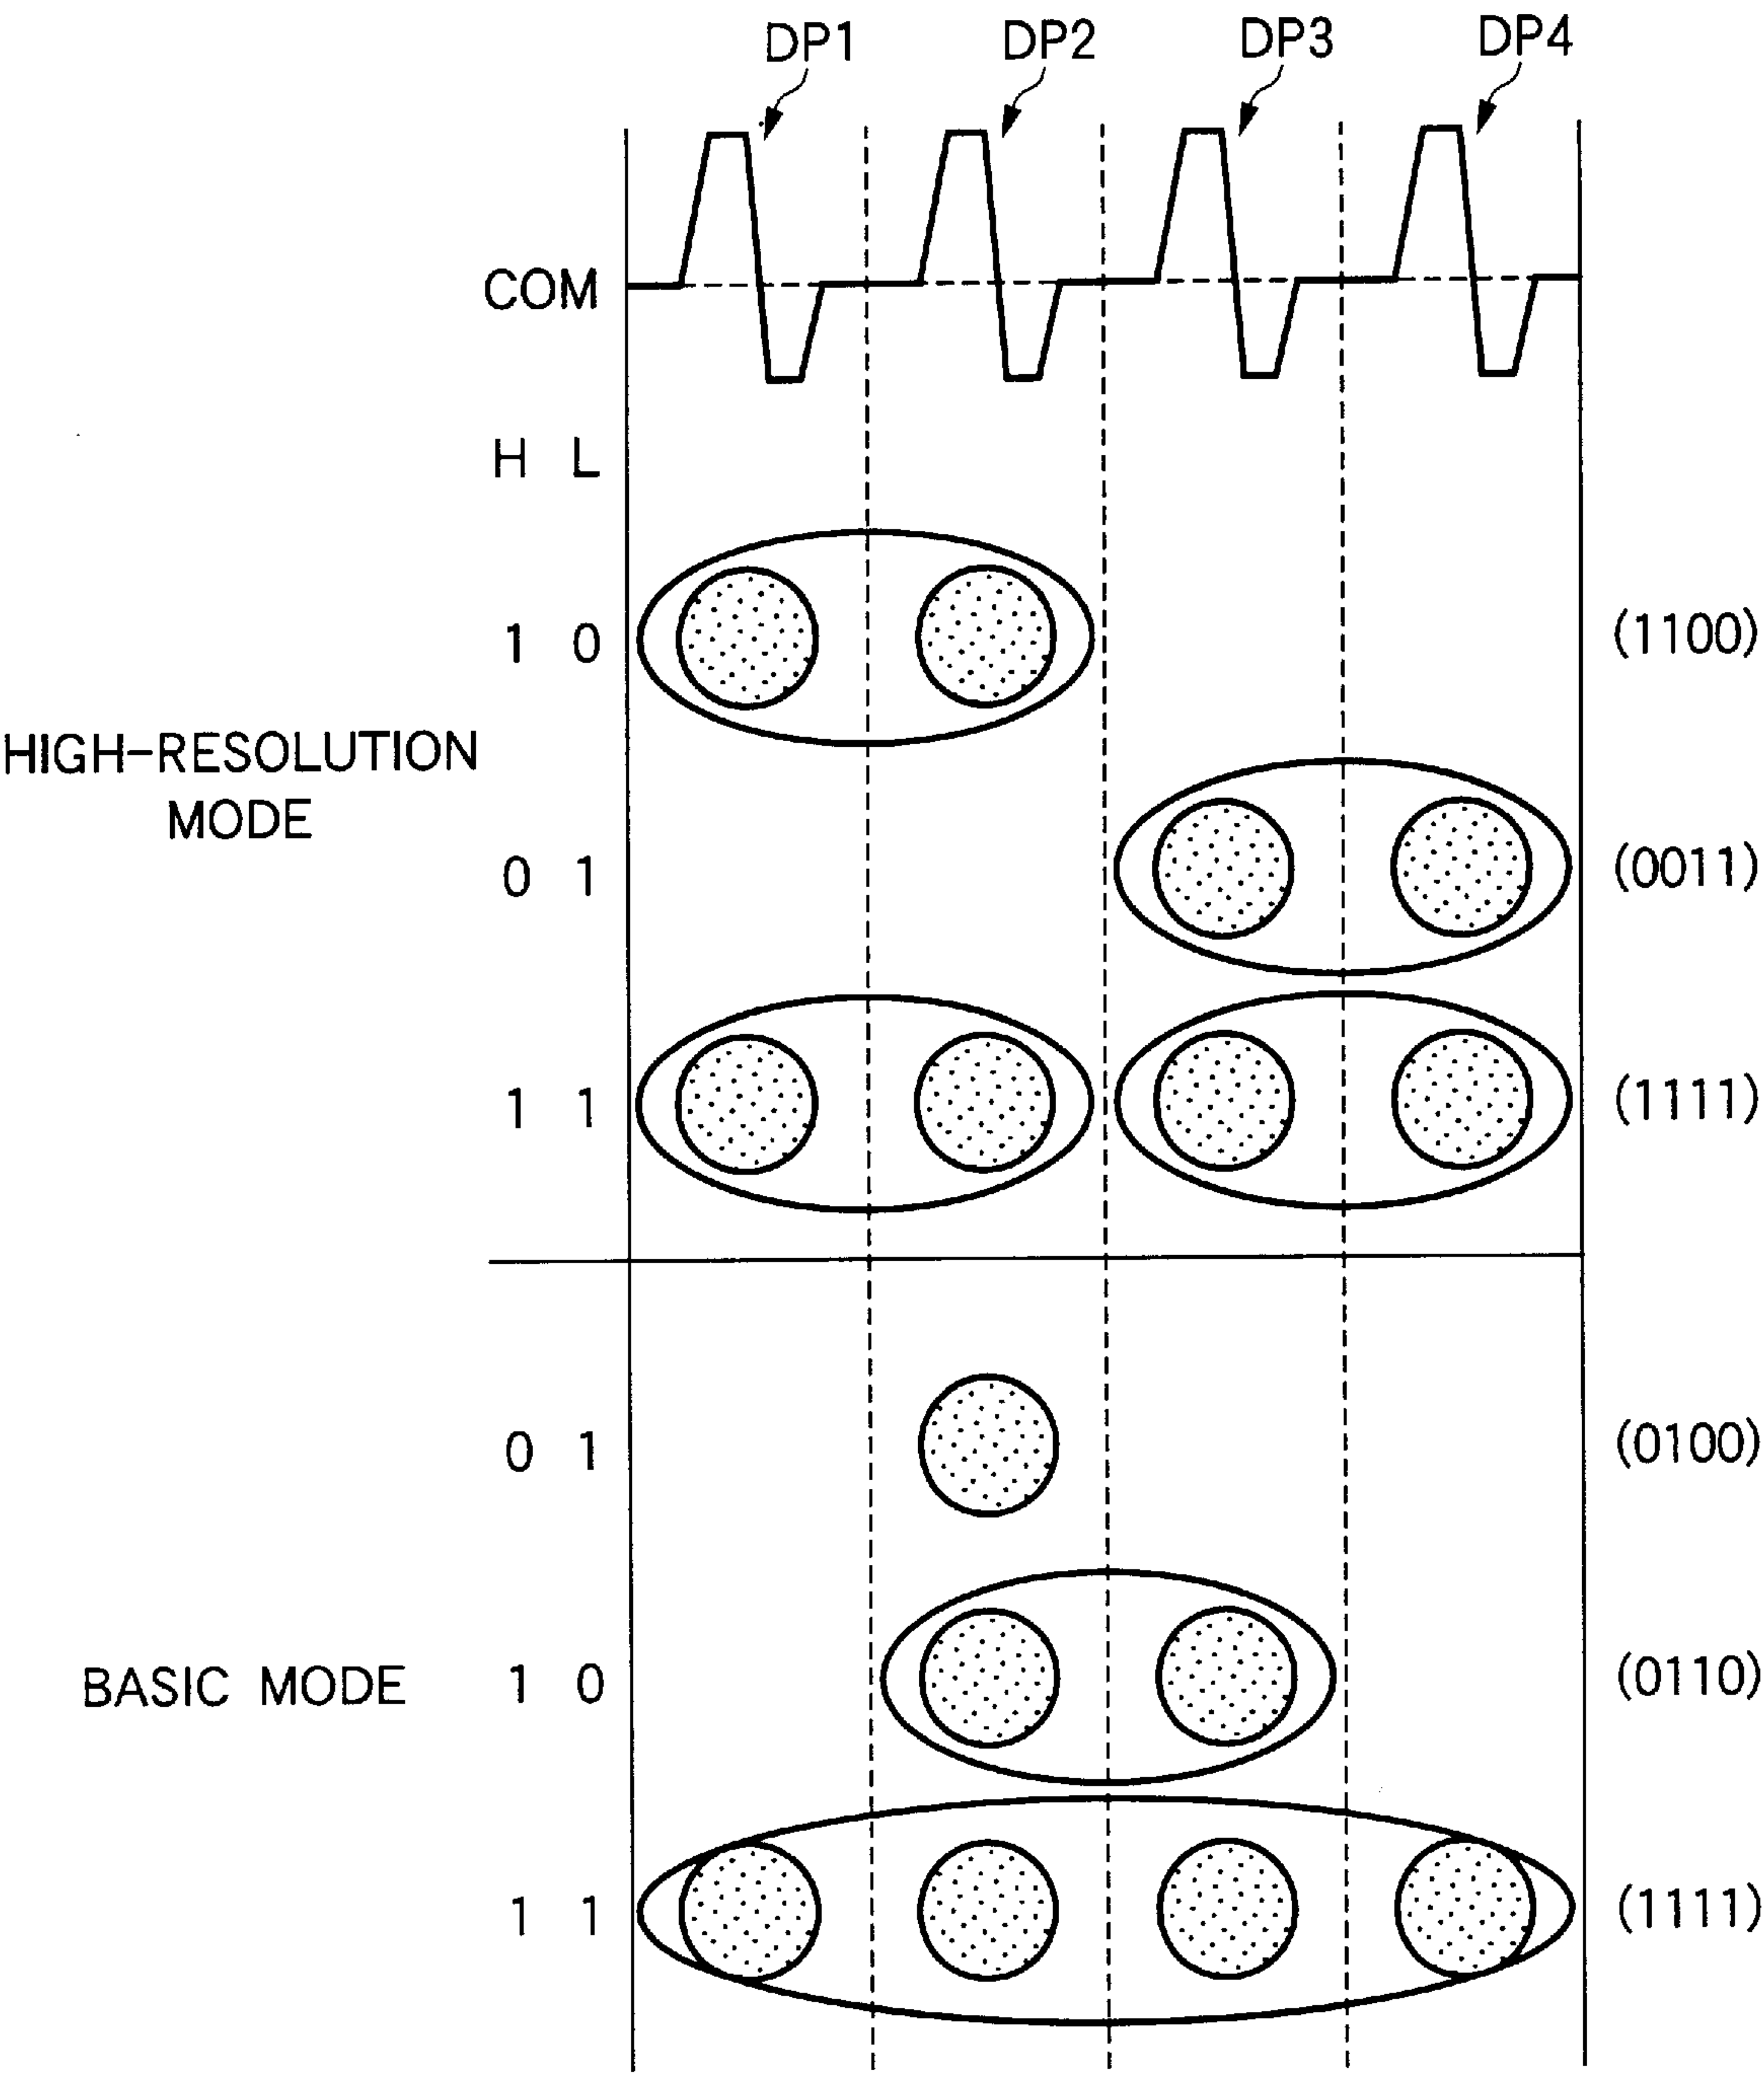 DP1 DP2 DP3 DP4
COM
H L
1 0 (1100)
HIGH-RESOLUTION
MODE
0 1 (0011)
1 1 (1111)
0 1 (0100)
BASIC MODE 1 0 (0110)
1 1 (1111)